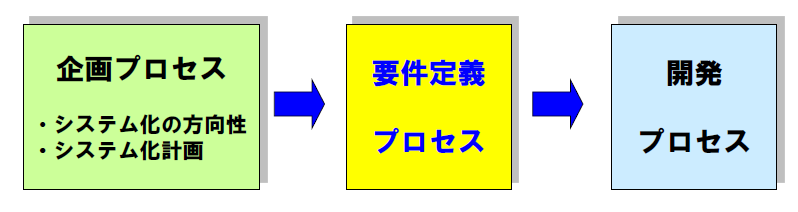 企画プロセス
・システム化の方向性
・システム化計画
要件定義
プロセス
開発
プロセス